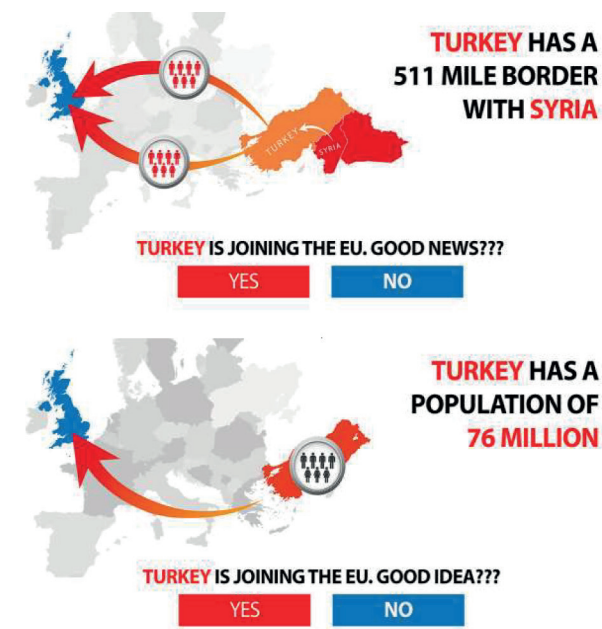 TURKEY HAS A
511 MILE BORDER
WITH SYRIA
TURKEY
SYRIA
TURKEY IS JOINING THE EU. GOOD NEWS???
YES
NO
TURKEY HAS A
POPULATION OF
76 MILLION
TURKEY IS JOINING THE EU. GOOD IDEA???
YES
NO